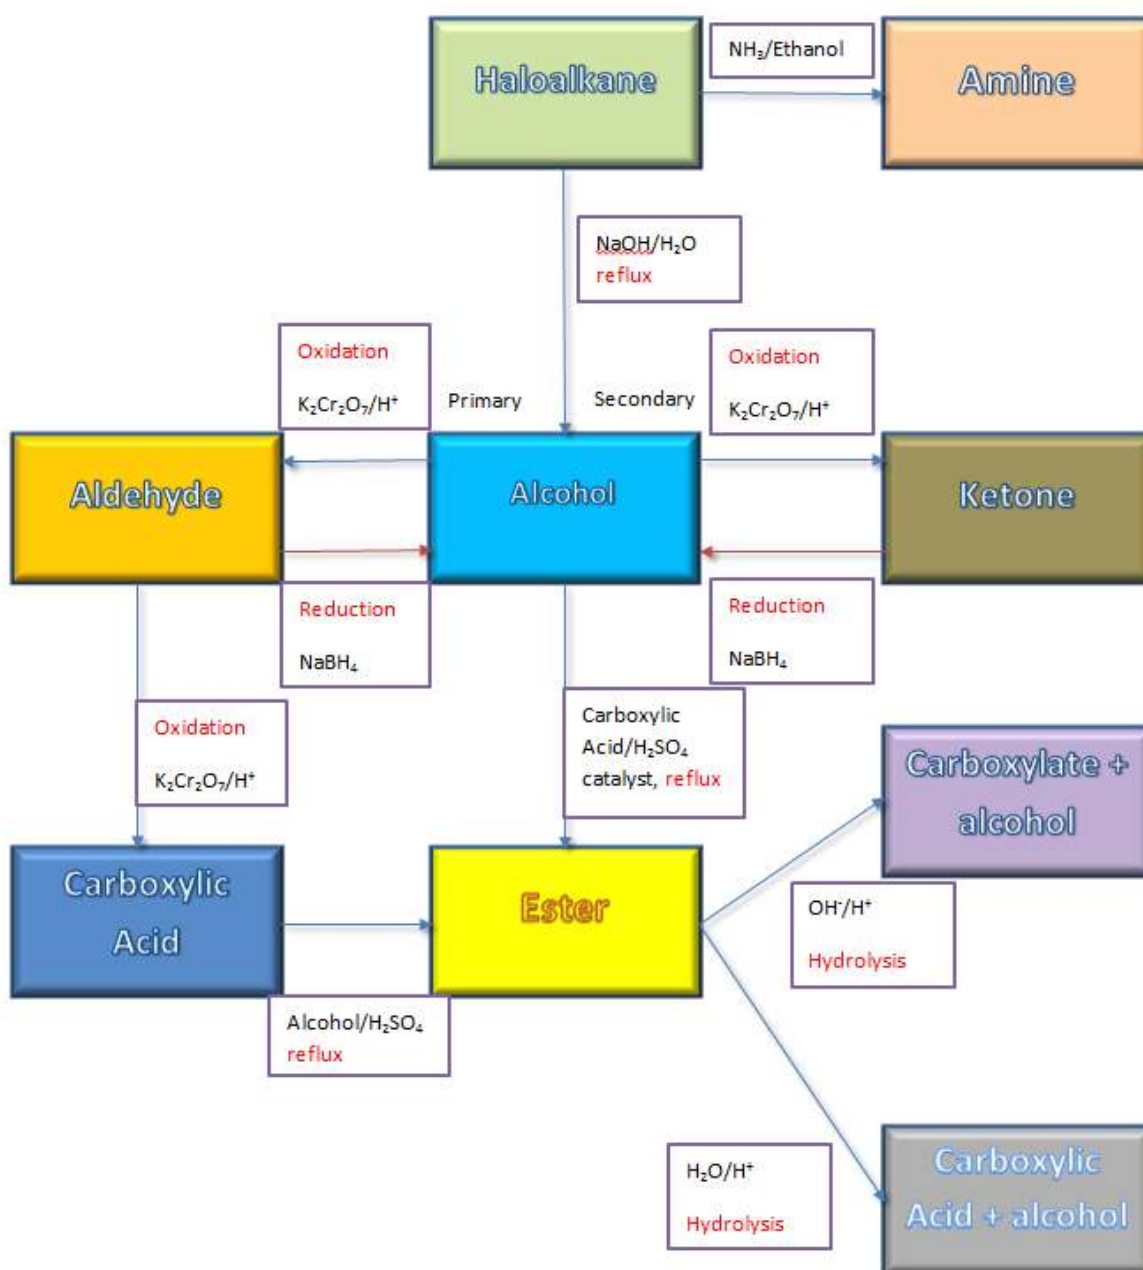 Haloalkane
NH₃/Ethanol
Amine
NaOH/H₂O
reflux
Oxidation
K₂Cr₂O₇/H⁺
Primary
Secondary
Oxidation
K₂Cr₂O₇/H⁺
Aldehyde
Alcohol
Ketone
Reduction
NaBH₄
Reduction
NaBH₄
Oxidation
K₂Cr₂O₇/H⁺
Carboxylic
Acid/H₂SO₄
catalyst, reflux
Carboxylate +
alcohol
Carboxylic
Acid
Ester
OH⁻/H⁺
Hydrolysis
Alcohol/H₂SO₄
reflux
H₂O/H⁺
Hydrolysis
Carboxylic
Acid + alcohol